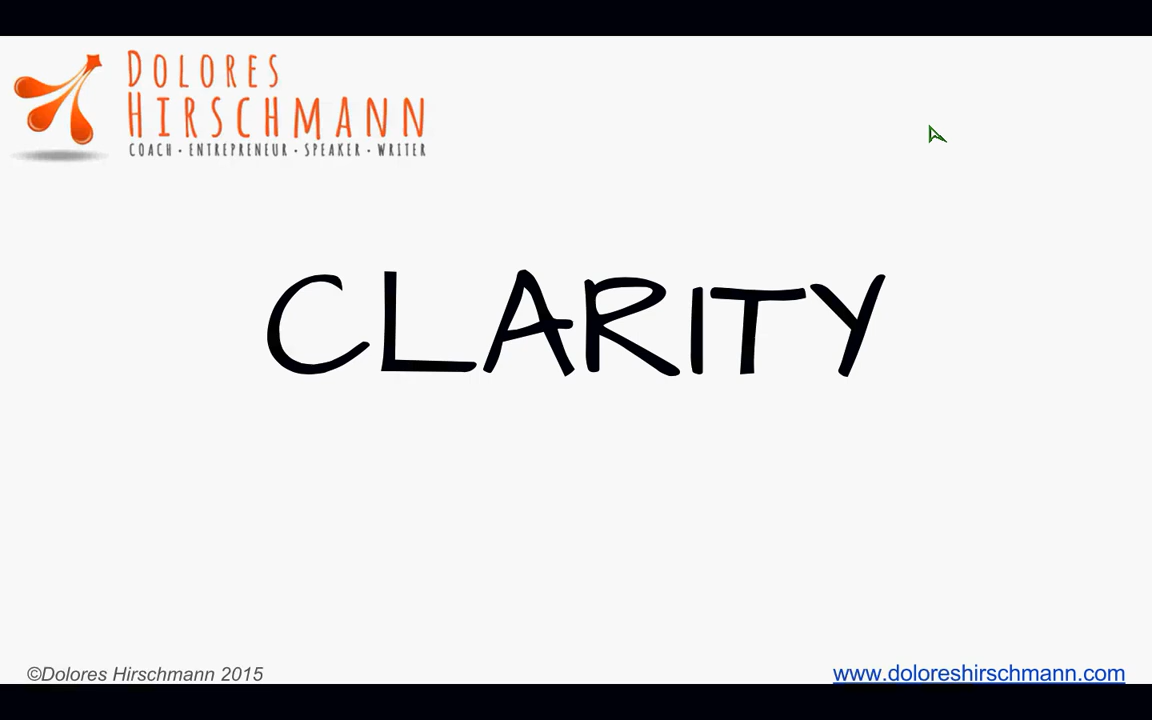 DOLORES
HIRSCHMANN
COACH · ENTREPRENEUR · SPEAKER · WRITER
CLARITY
©Dolores Hirschmann 2015
www.doloreshirschmann.com